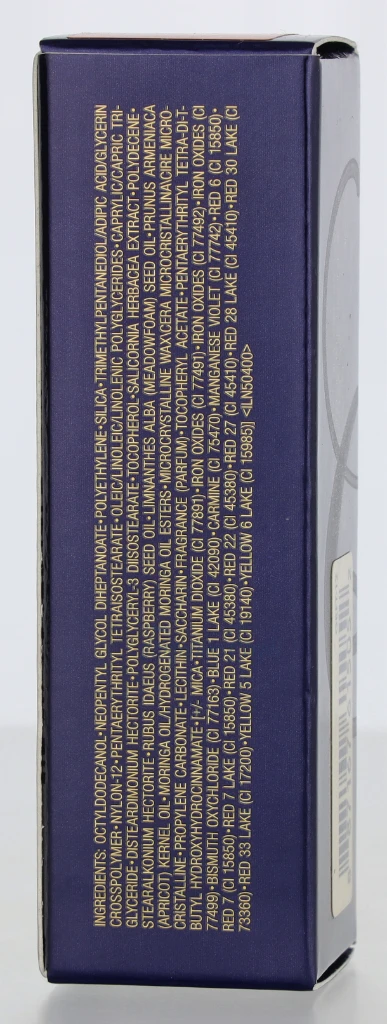 INGREDIENTS: OCTYLDODECANOL•NEOPENTYL GLYCOL DIHEPTANOATE•POLYETHYLENE•SILICA•TRIMETHYLPENTANEDIOL/ADIPIC ACID/GLYCERIN
CROSSPOLYMER•NYLON-12•PENTAERYTHRITYL TETRAISOSTEARATE•OLEIC/LINOLEIC/LINOLENIC POLYGLYCERIDES•CAPRYLIC/CAPRIC TRI-
GLYCERIDE•DISTEARDIMONIUM HECTORITE•POLYGLYCERYL-3 DIISOSTEARATE•TOCOPHEROL•SALICORNIA HERBACEA EXTRACT•POLYDECENE•
STEARALKONIUM HECTORITE•RUBUS IDAEUS (RASPBERRY) SEED OIL•LIMNANTHES ALBA (MEADOWFOAM) SEED OIL•PRUNUS ARMENIACA
(APRICOT) KERNEL OIL•MORINGA OIL/HYDROGENATED MORINGA OIL ESTERS•MICROCRYSTALLINE WAX\CERA MICROCRISTALLINA\CIRE MICRO-
CRISTALLINE•PROPYLENE CARBONATE•LECITHIN•SACCHARIN•FRAGRANCE (PARFUM)•TOCOPHERYL ACETATE•PENTAERYTHRITYL TETRA-DI-T-
BUTYL HYDROXYHYDROCINNAMATE•[+/- MICA•TITANIUM DIOXIDE (CI 77891)•IRON OXIDES (CI 77491)•IRON OXIDES (CI 77492)•IRON OXIDES (CI
77499)•BISMUTH OXYCHLORIDE (CI 77163)•BLUE 1 LAKE (CI 42090)•CARMINE (CI 75470)•MANGANESE VIOLET (CI 77742)•RED 6 (CI 15850)•
RED 7 (CI 15850)•RED 7 LAKE (CI 15850)•RED 21 (CI 45380)•RED 22 (CI 45380)•RED 27 (CI 45410)•RED 28 LAKE (CI 45410)•RED 30 LAKE (CI
73360)•RED 33 LAKE (CI 17200)•YELLOW 5 LAKE (CI 19140)•YELLOW 6 LAKE (CI 15985)] <ILN50400>